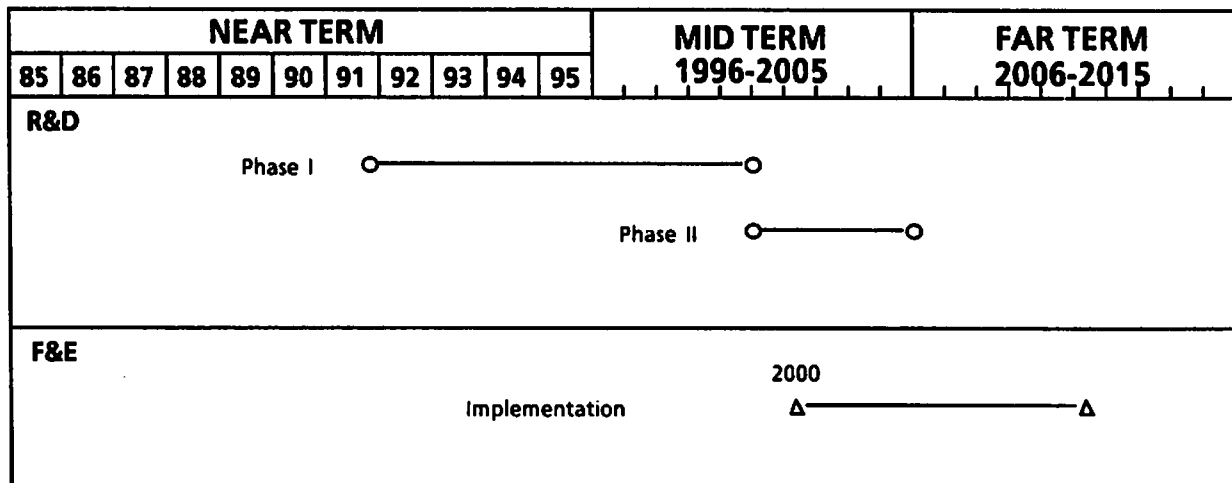 NEAR TERM
MID TERM
1996-2005
FAR TERM
2006-2015
85 86 87 88 89 90 91 92 93 94 95
R&D
Phase I
Phase II
F&E
2000
Implementation